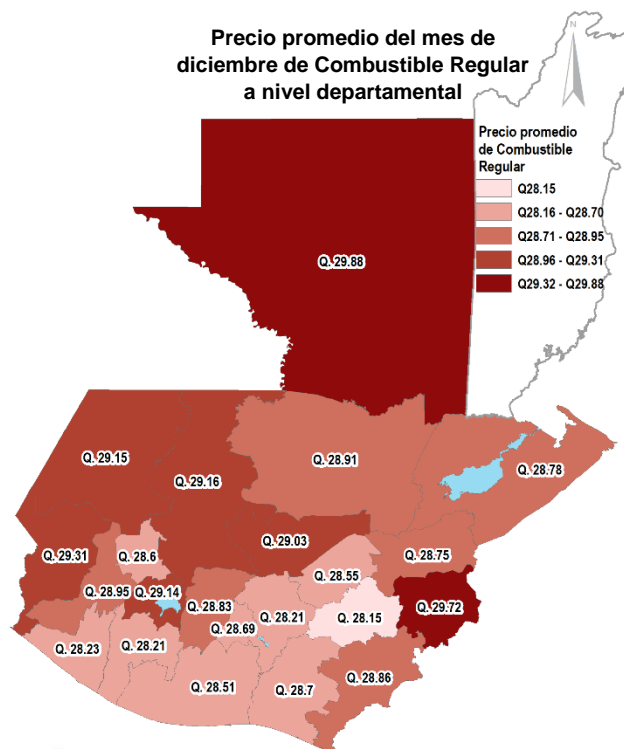 Precio promedio del mes de
diciembre de Combustible Regular
a nivel departamental
N
Precio promedio
de Combustible
Regular
Q28.15
Q28.16 - Q28.70
Q28.71 - Q28.95
Q28.96 - Q29.31
Q29.32 - Q29.88
Q. 29.88
Q. 29.15
Q. 29.16
Q. 28.91
Q. 28.78
Q. 29.31
Q. 28.6
Q. 29.03
Q. 28.75
Q. 28.55
Q. 28.95
Q. 29.14
Q. 28.83
Q. 28.69
Q. 28.21
Q. 28.15
Q. 29.72
Q. 28.23
Q. 28.21
Q. 28.51
Q. 28.7
Q. 28.86